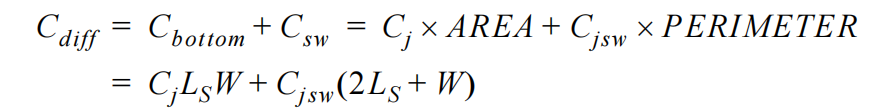 C_diff = C_bottom + C_sw = C_j × AREA + C_jsw × PERIMETER
= C_j L_S W + C_jsw (2L_S + W)